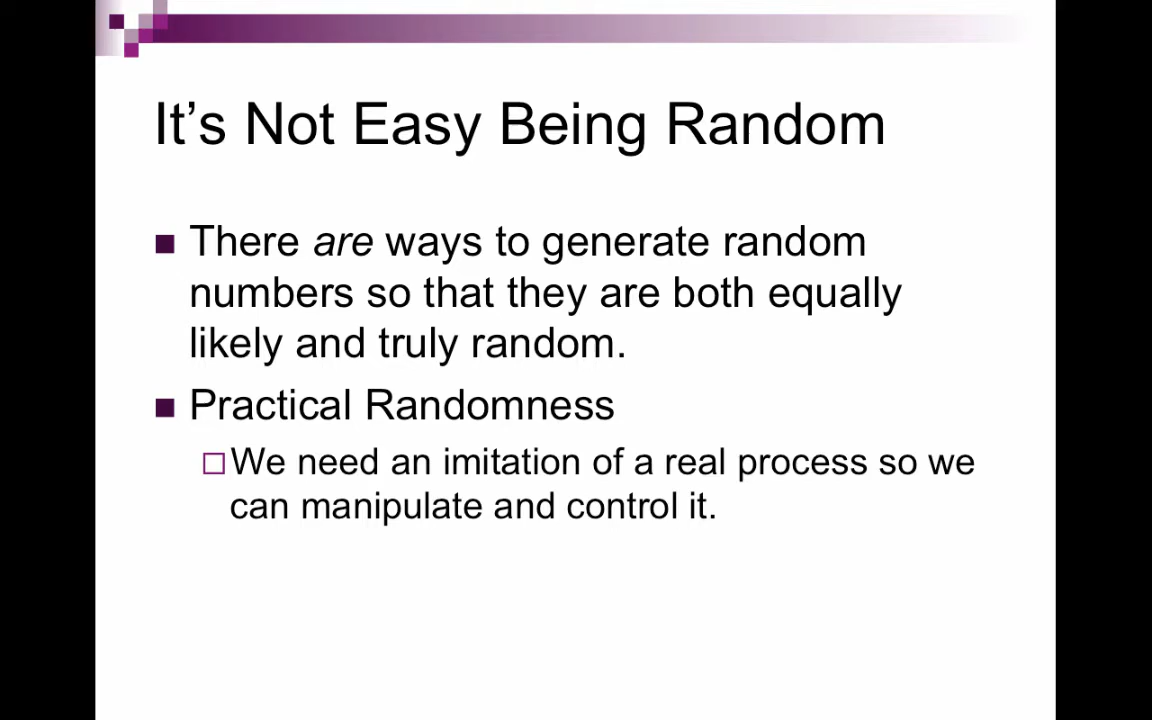 It’s Not Easy Being Random
There are ways to generate random
numbers so that they are both equally
likely and truly random.
Practical Randomness
We need an imitation of a real process so we
can manipulate and control it.